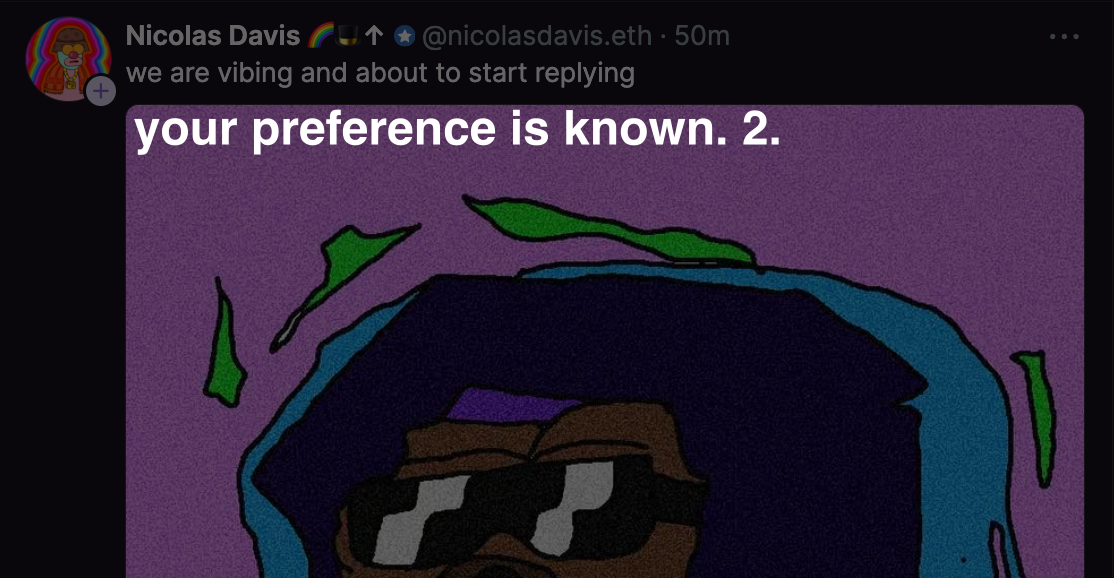 Nicolas Davis 🌈🎩↑ @nicolasdavis.eth · 50m
we are vibing and about to start replying
your preference is known. 2.